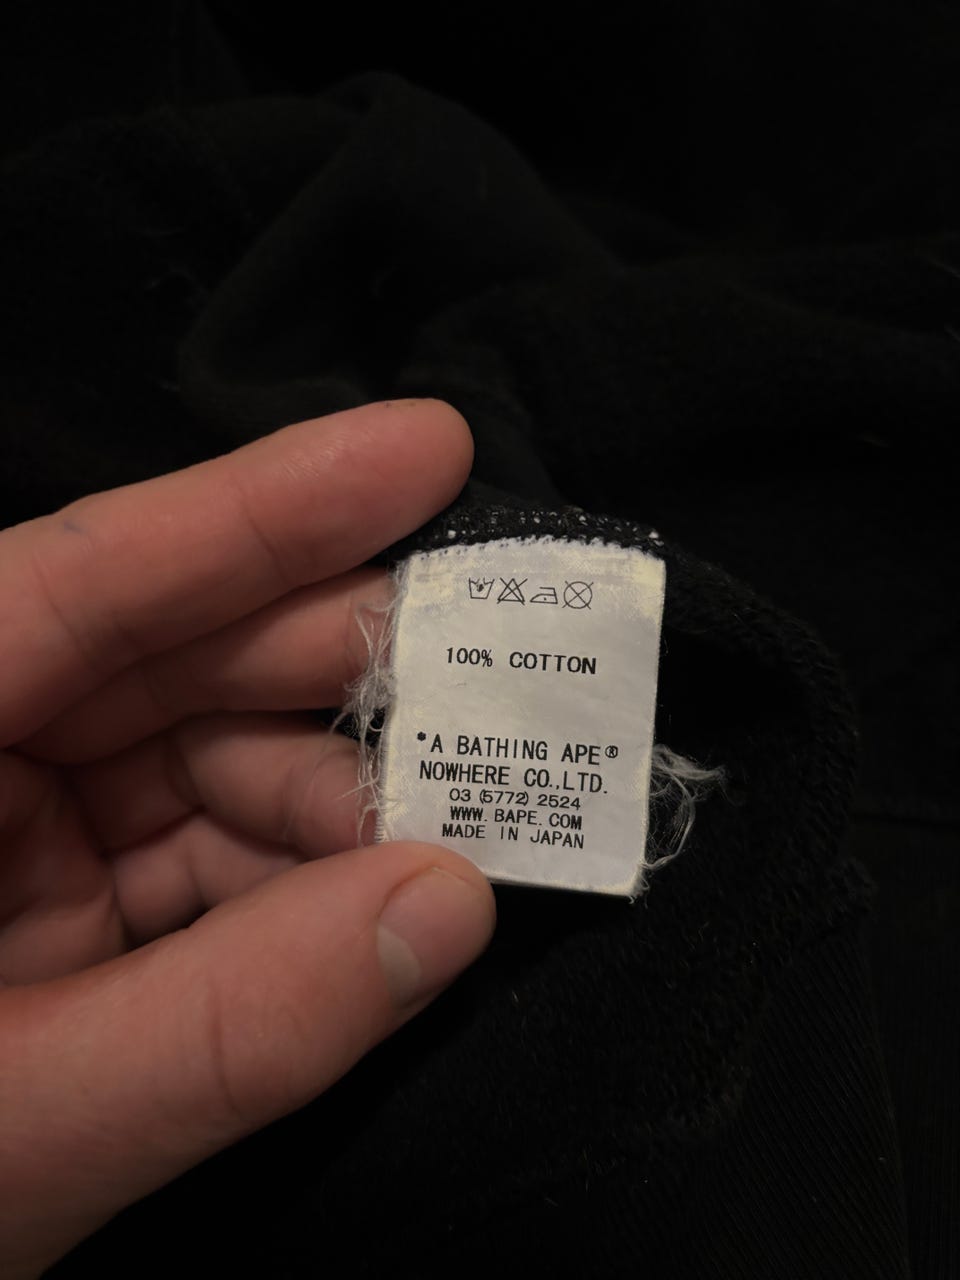 100% COTTON
*A BATHING APE®
NOWHERE CO.,LTD.
03 (5772) 2524
WWW. BAPE. COM
MADE IN JAPAN